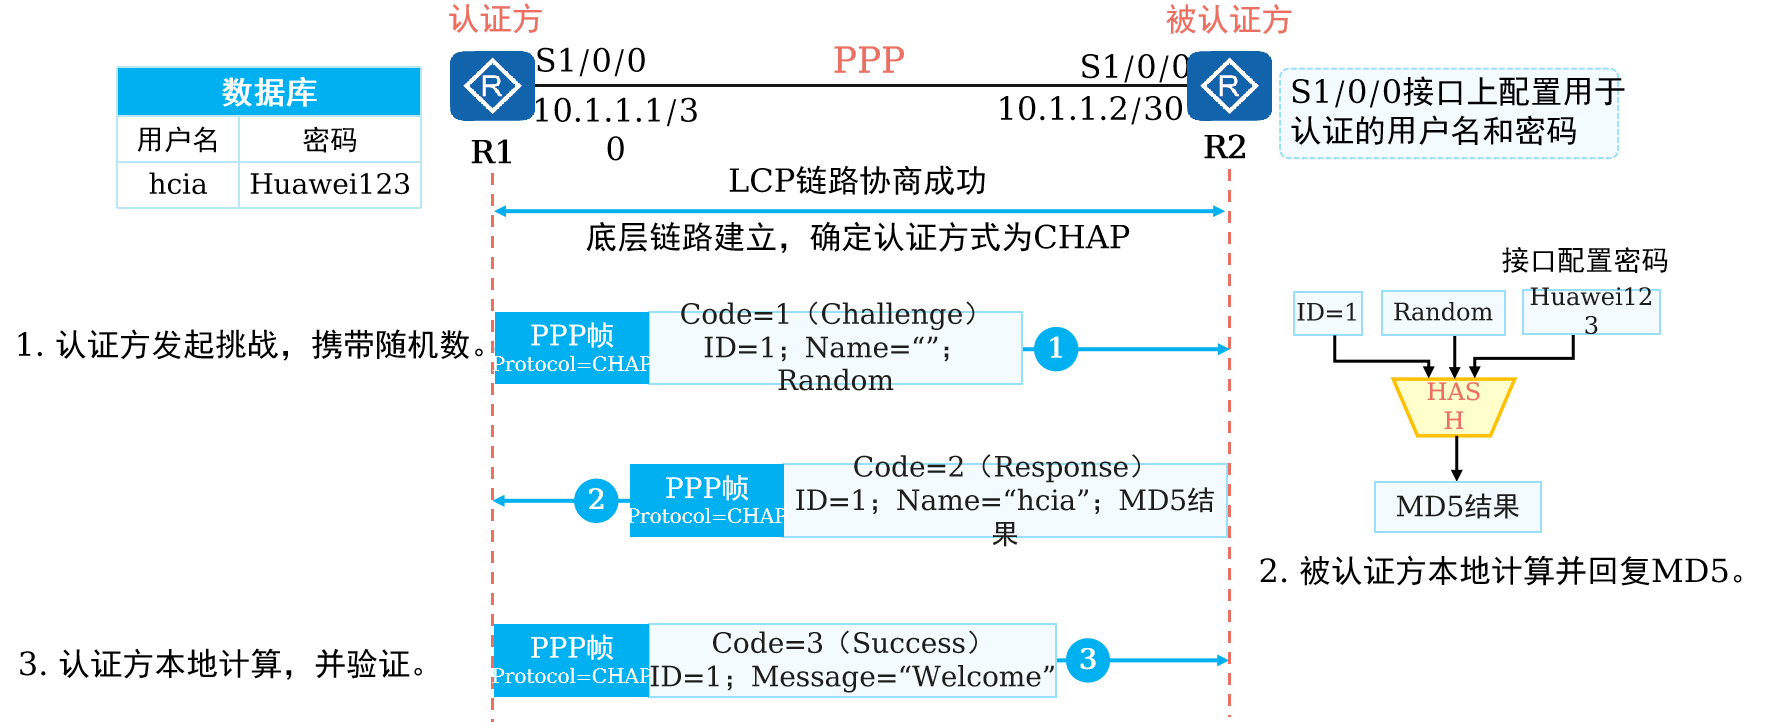 认证方
被认证方
S1/0/0
PPP
S1/0/0
10.1.1.1/3
0
10.1.1.2/30
R
R
R1
R2
数据库
用户名 密码
hcia Huawei123
S1/0/0接口上配置用于
认证的用户名和密码
LCP链路协商成功
底层链路建立，确定认证方式为CHAP
1. 认证方发起挑战，携带随机数。
PPP帧
Protocol=CHAP
Code=1（Challenge）
ID=1；Name=“”；
Random
1
接口配置密码
ID=1
Random
Huawei12
3
HAS
H
MD5结果
2
PPP帧
Protocol=CHAP
Code=2（Response）
ID=1；Name=“hcia”；MD5结
果
2. 被认证方本地计算并回复MD5。
3. 认证方本地计算，并验证。
PPP帧
Protocol=CHAP
Code=3（Success）
ID=1；Message=“Welcome”
3